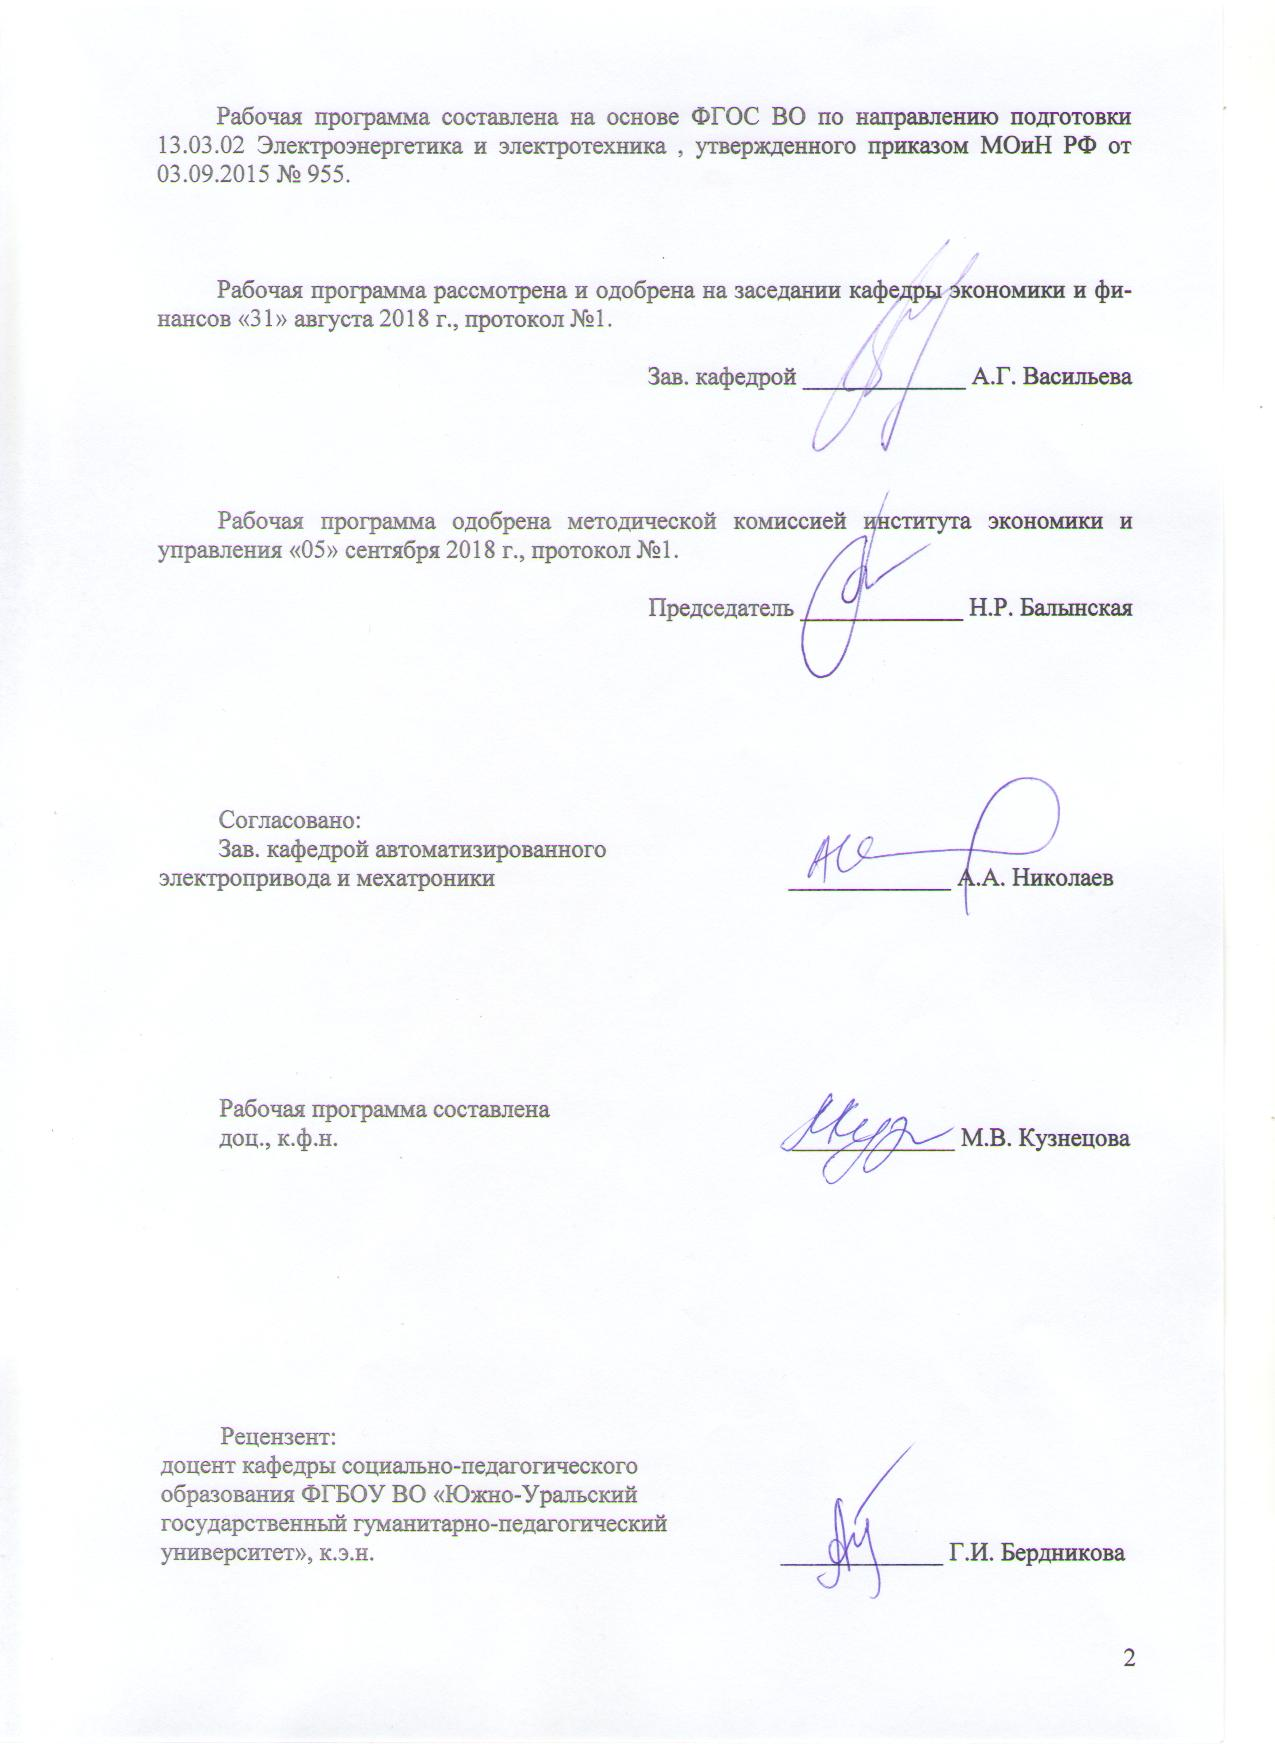 Рабочая программа составлена на основе ФГОС ВО по направлению подготовки
13.03.02 Электроэнергетика и электротехника , утвержденного приказом МОиН РФ от
03.09.2015 № 955.
Рабочая программа рассмотрена и одобрена на заседании кафедры экономики и фи-
нансов «31» августа 2018 г., протокол №1.
Зав. кафедрой _____________ А.Г. Васильева
Рабочая программа одобрена методической комиссией института экономики и
управления «05» сентября 2018 г., протокол №1.
Председатель _____________ Н.Р. Балынская
Согласовано:
Зав. кафедрой автоматизированного
электропривода и мехатроники _____________ А.А. Николаев
Рабочая программа составлена
доц., к.ф.н. _____________ М.В. Кузнецова
Рецензент:
доцент кафедры социально-педагогического
образования ФГБОУ ВО «Южно-Уральский
государственный гуманитарно-педагогический
университет», к.э.н. _____________ Г.И. Бердникова
2